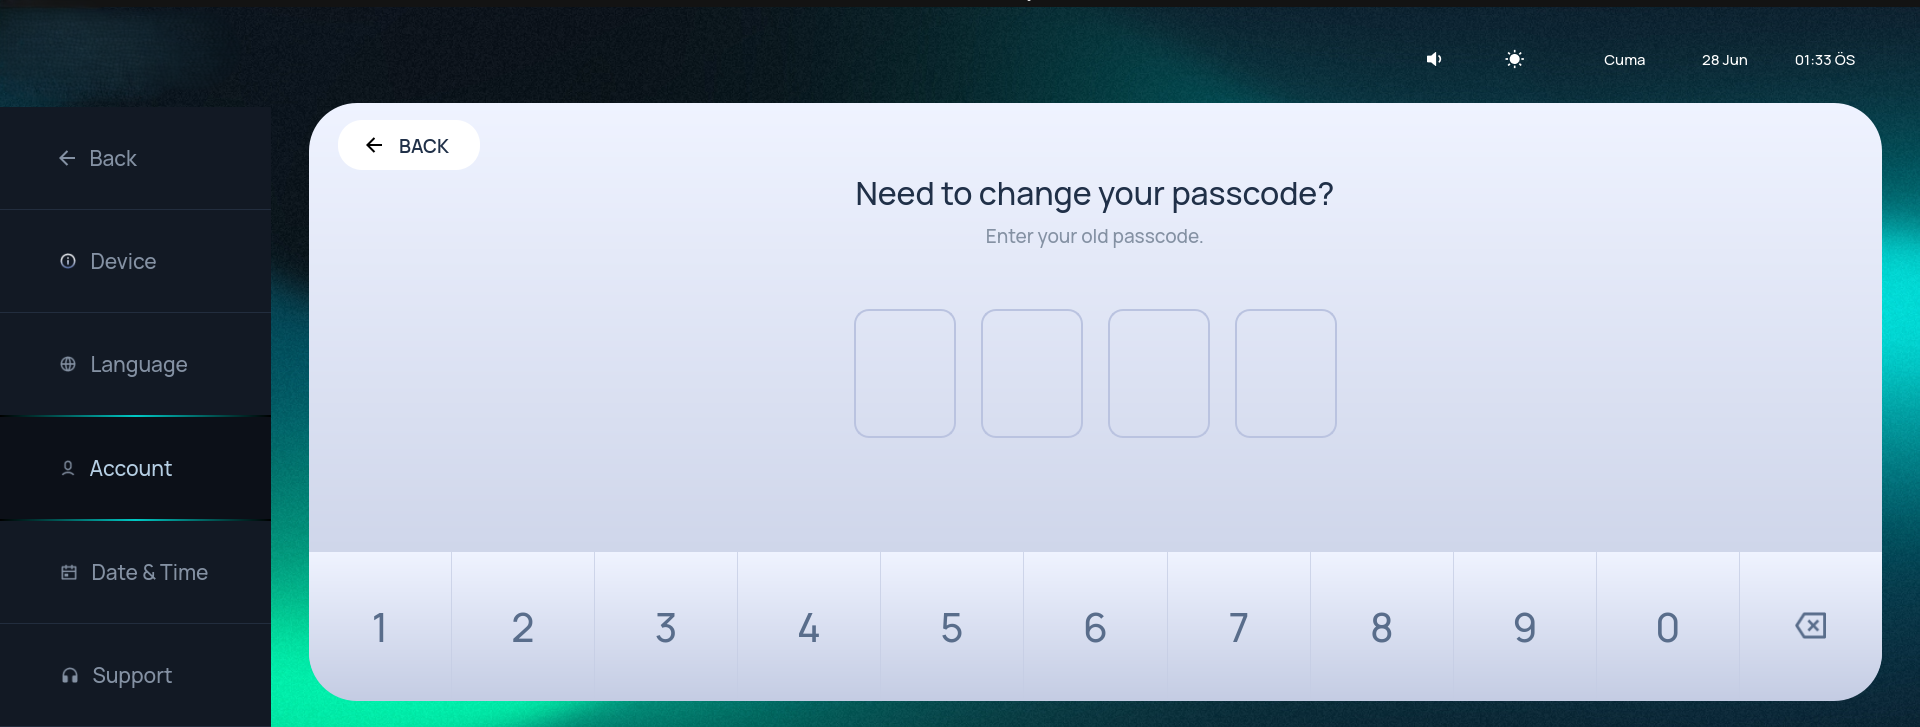 Cuma 28 Jun 01:33 ÖS
Back
Device
Language
Account
Date & Time
Support
BACK
Need to change your passcode?
Enter your old passcode.
1 2 3 4 5 6 7 8 9 0